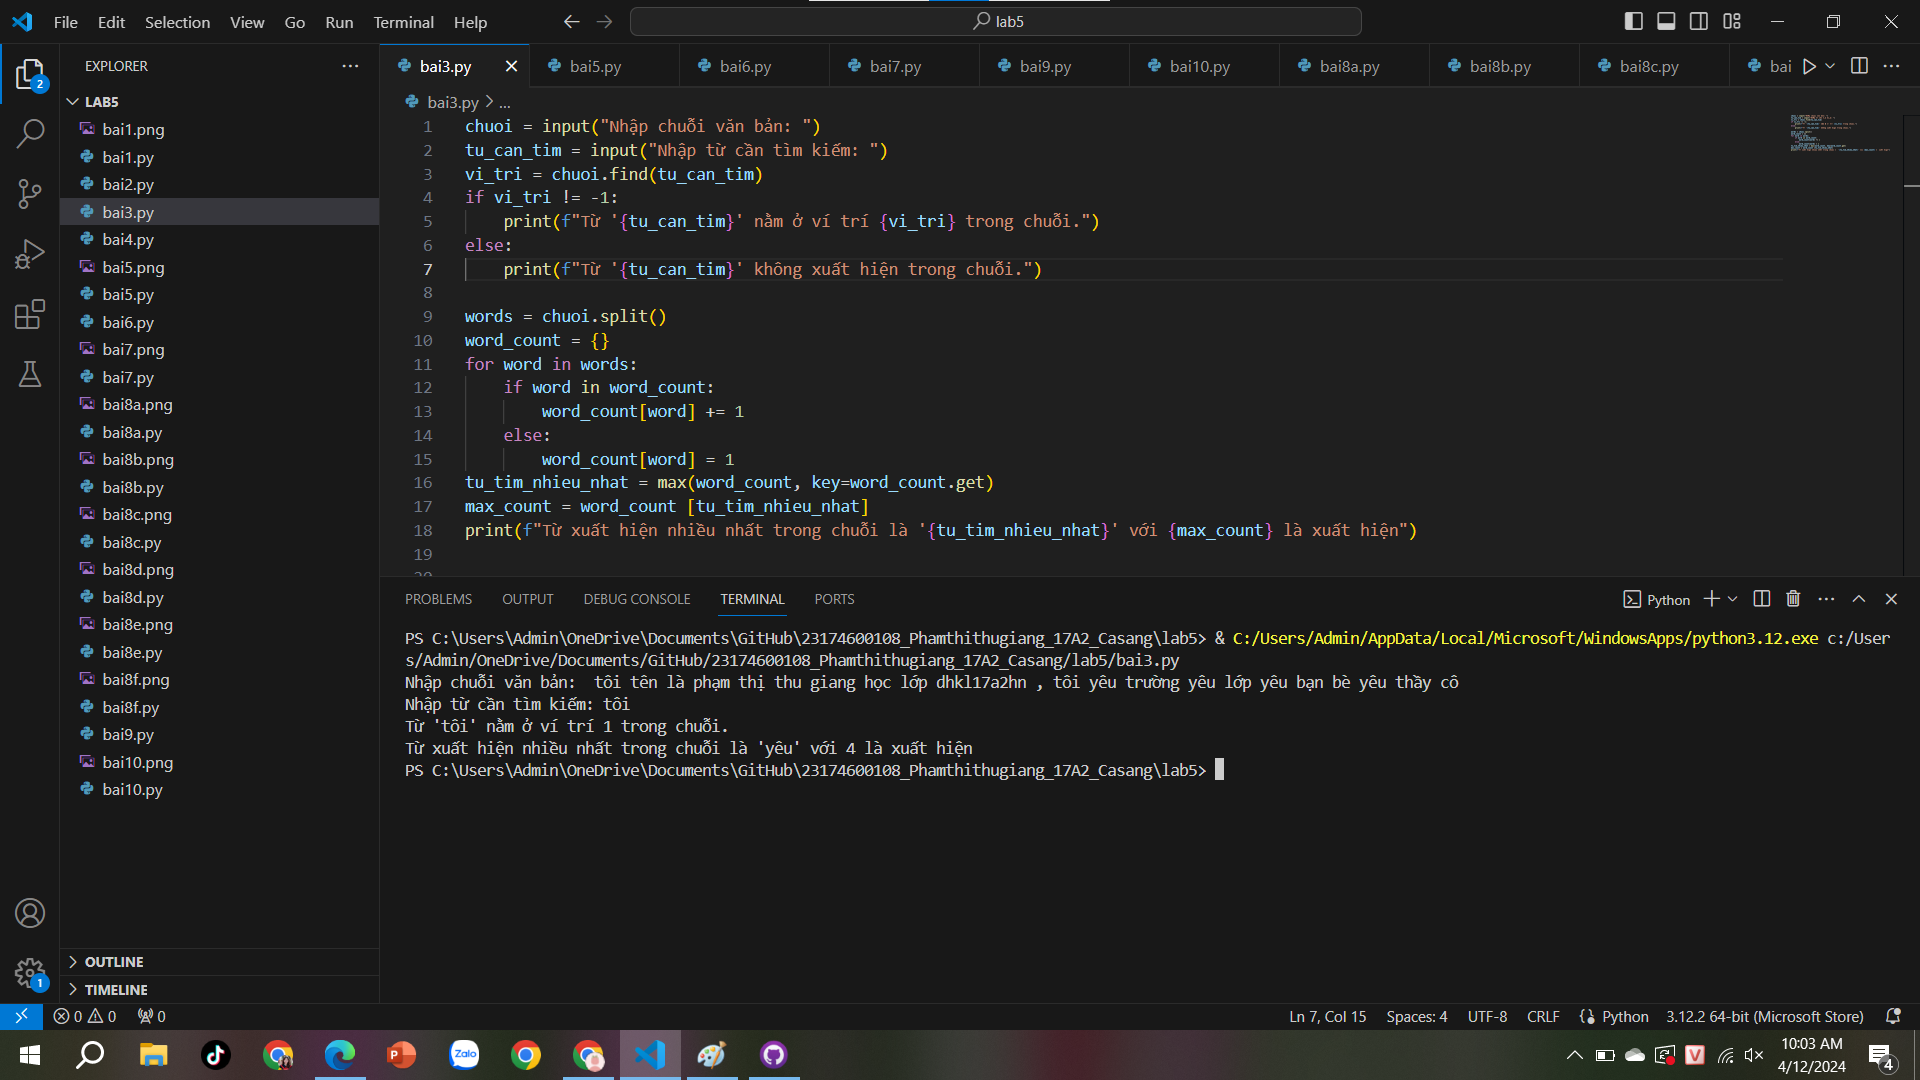 File Edit Selection View Go Run Terminal Help
lab5
EXPLORER
LAB5
bai1.png
bai1.py
bai2.py
bai3.py
bai4.py
bai5.png
bai5.py
bai6.py
bai7.png
bai7.py
bai8a.png
bai8a.py
bai8b.png
bai8b.py
bai8c.png
bai8c.py
bai8d.png
bai8d.py
bai8e.png
bai8e.py
bai8f.png
bai8f.py
bai9.py
bai10.png
bai10.py
OUTLINE
TIMELINE
2
1
bai3.py bai5.py bai6.py bai7.py bai9.py bai10.py bai8a.py bai8b.py bai8c.py bai
bai3.py > ...
1 chuoi = input("Nhập chuỗi văn bản: ")
2 tu_can_tim = input("Nhập từ cần tìm kiếm: ")
3 vi_tri = chuoi.find(tu_can_tim)
4 if vi_tri != -1:
5 print(f"Từ '{tu_can_tim}' nằm ở ví trí {vi_tri} trong chuỗi.")
6 else:
7 print(f"Từ '{tu_can_tim}' không xuất hiện trong chuỗi.")
8
9 words = chuoi.split()
10 word_count = {}
11 for word in words:
12 if word in word_count:
13 word_count[word] += 1
14 else:
15 word_count[word] = 1
16 tu_tim_nhieu_nhat = max(word_count, key=word_count.get)
17 max_count = word_count [tu_tim_nhieu_nhat]
18 print(f"Từ xuất hiện nhiều nhất trong chuỗi là '{tu_tim_nhieu_nhat}' với {max_count} là xuất hiện")
19
20
PROBLEMS OUTPUT DEBUG CONSOLE TERMINAL PORTS
Python
PS C:\Users\Admin\OneDrive\Documents\GitHub\23174600108_Phamthithugiang_17A2_Casang\lab5> & C:/Users/Admin/AppData/Local/Microsoft/WindowsApps/python3.12.exe c:/User
s/Admin/OneDrive/Documents/GitHub/23174600108_Phamthithugiang_17A2_Casang/lab5/bai3.py
Nhập chuỗi văn bản:  tôi tên là phạm thị thu giang học lớp dhkl17a2hn , tôi yêu trường yêu lớp yêu bạn bè yêu thầy cô
Nhập từ cần tìm kiếm: tôi
Từ 'tôi' nằm ở ví trí 1 trong chuỗi.
Từ xuất hiện nhiều nhất trong chuỗi là 'yêu' với 4 là xuất hiện
PS C:\Users\Admin\OneDrive\Documents\GitHub\23174600108_Phamthithugiang_17A2_Casang\lab5>
0 0 0
Ln 7, Col 15 Spaces: 4 UTF-8 CRLF Python 3.12.2 64-bit (Microsoft Store)
Zalo
V
10:03 AM
4/12/2024
4